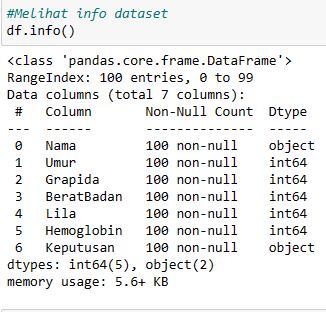 #Melihat info dataset
df.info()
<class 'pandas.core.frame.DataFrame'>
RangeIndex: 100 entries, 0 to 99
Data columns (total 7 columns):
 #   Column       Non-Null Count  Dtype
---  ------       --------------  -----
 0   Nama         100 non-null    object
 1   Umur         100 non-null    int64
 2   Grapida      100 non-null    int64
 3   BeratBadan   100 non-null    int64
 4   Lila         100 non-null    int64
 5   Hemoglobin   100 non-null    int64
 6   Keputusan    100 non-null    object
dtypes: int64(5), object(2)
memory usage: 5.6+ KB